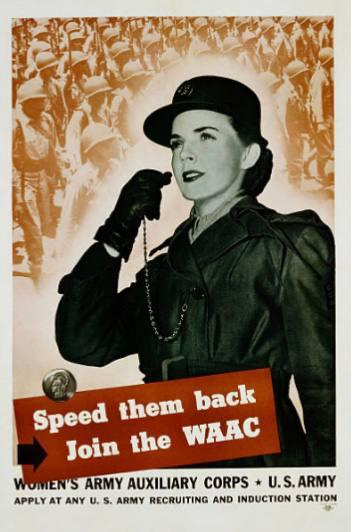 Speed them back
Join the WAAC
WOMEN'S ARMY AUXILIARY CORPS ★ U.S. ARMY
APPLY AT ANY U. S. ARMY RECRUITING AND INDUCTION STATION